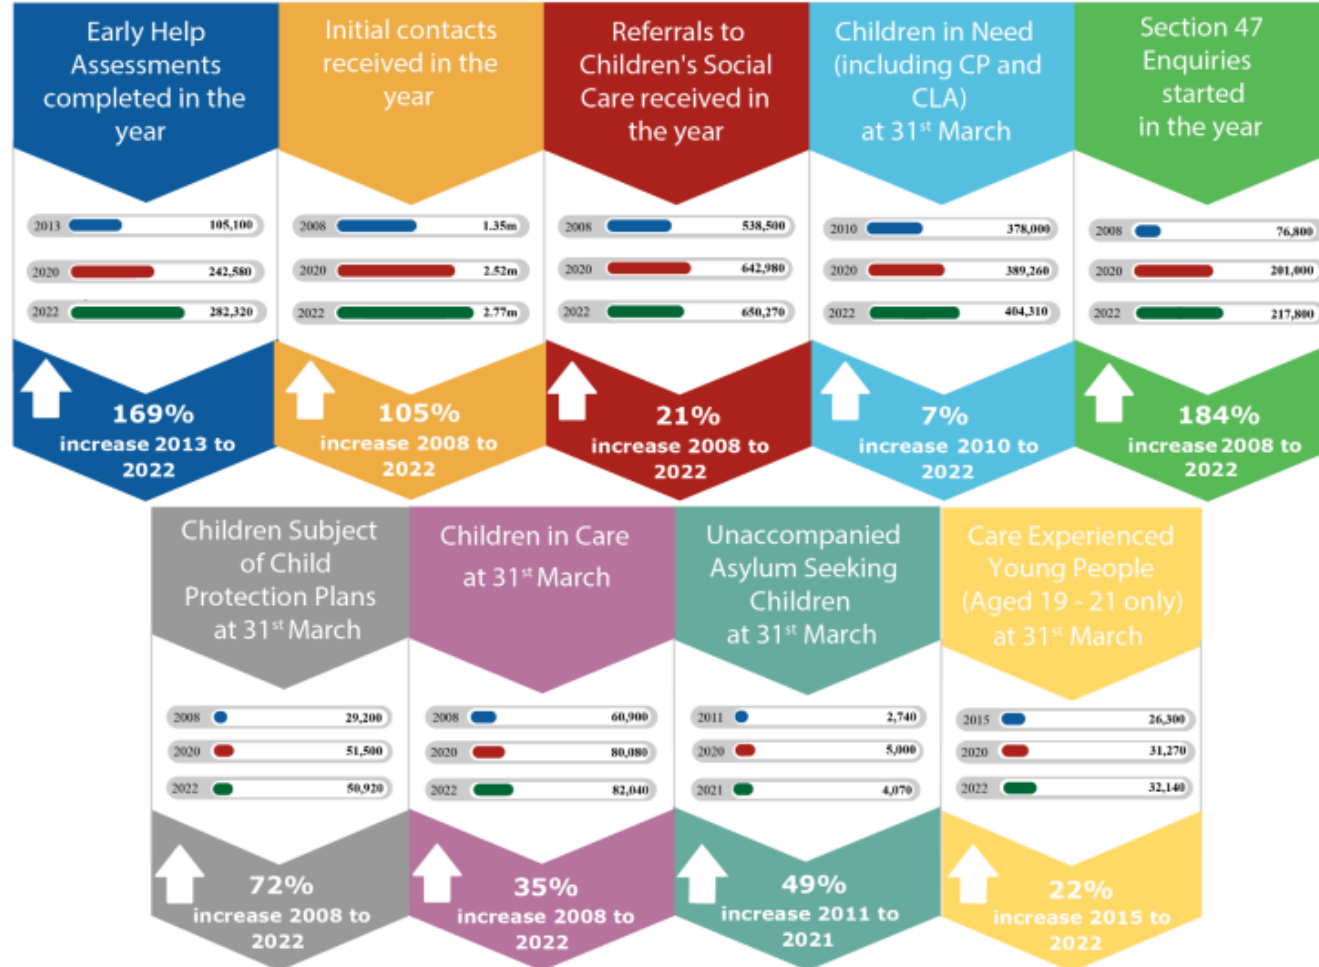 Early Help
Assessments
completed in the
year
2013 105,100
2020 242,580
2022 282,320
169%
increase 2013 to
2022
Initial contacts
received in the
year
2008 1.35m
2020 2.52m
2022 2.77m
105%
increase 2008 to
2022
Referrals to
Children's Social
Care received in
the year
2008 538,500
2020 642,980
2022 650,270
21%
increase 2008 to
2022
Children in Need
(including CP and
CLA)
at 31st March
2010 378,000
2020 389,260
2022 404,310
7%
increase 2010 to
2022
Section 47
Enquiries
started
in the year
2008 76,800
2020 201,000
2022 217,800
184%
increase 2008 to
2022
Children Subject
of Child
Protection Plans
at 31st March
2008 29,200
2020 51,500
2022 50,920
72%
increase 2008 to
2022
Children in Care
at 31st March
2008 60,900
2020 80,080
2022 82,040
35%
increase 2008 to
2022
Unaccompanied
Asylum Seeking
Children
at 31st March
2011 2,740
2020 5,000
2021 4,070
49%
increase 2011 to
2021
Care Experienced
Young People
(Aged 19 - 21 only)
at 31st March
2015 26,300
2020 31,270
2022 32,140
22%
increase 2015 to
2022